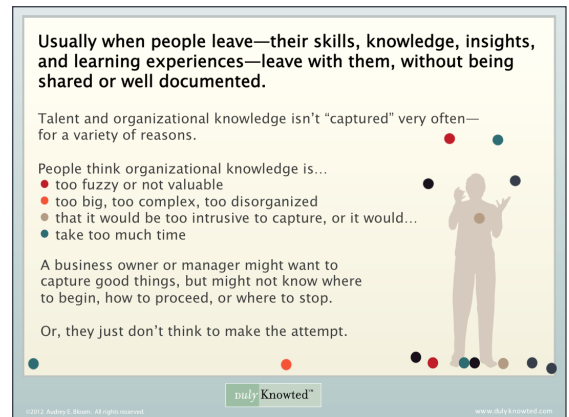 Usually when people leave—their skills, knowledge, insights,
and learning experiences—leave with them, without being
shared or well documented.
Talent and organizational knowledge isn't “captured” very often—
for a variety of reasons.
People think organizational knowledge is...
too fuzzy or not valuable
too big, too complex, too disorganized
that it would be too intrusive to capture, or it would...
take too much time
A business owner or manager might want to
capture good things, but might not know where
to begin, how to proceed, or where to stop.
Or, they just don't think to make the attempt.
Duly Knowted™
©2012 Audrey E. Bloom. All rights reserved
www.dulyknowted.com